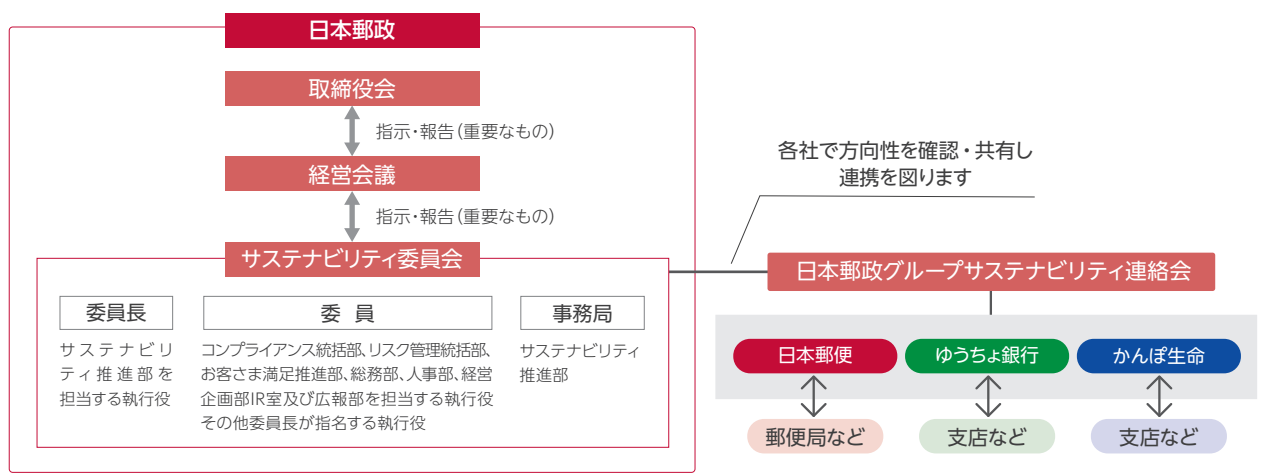 日本郵政
取締役会
指示・報告(重要なもの)
経営会議
指示・報告(重要なもの)
サステナビリティ委員会
委員長
サステナビリ
ティ推進部を
担当する執行役
委 員
コンプライアンス統括部、リスク管理統括部、
お客さま満足推進部、総務部、人事部、経営
企画部IR室及び広報部を担当する執行役
その他委員長が指名する執行役
事務局
サステナビリティ
推進部
各社で方向性を確認・共有し
連携を図ります
日本郵政グループサステナビリティ連絡会
日本郵便
ゆうちょ銀行
かんぽ生命
郵便局など
支店など
支店など